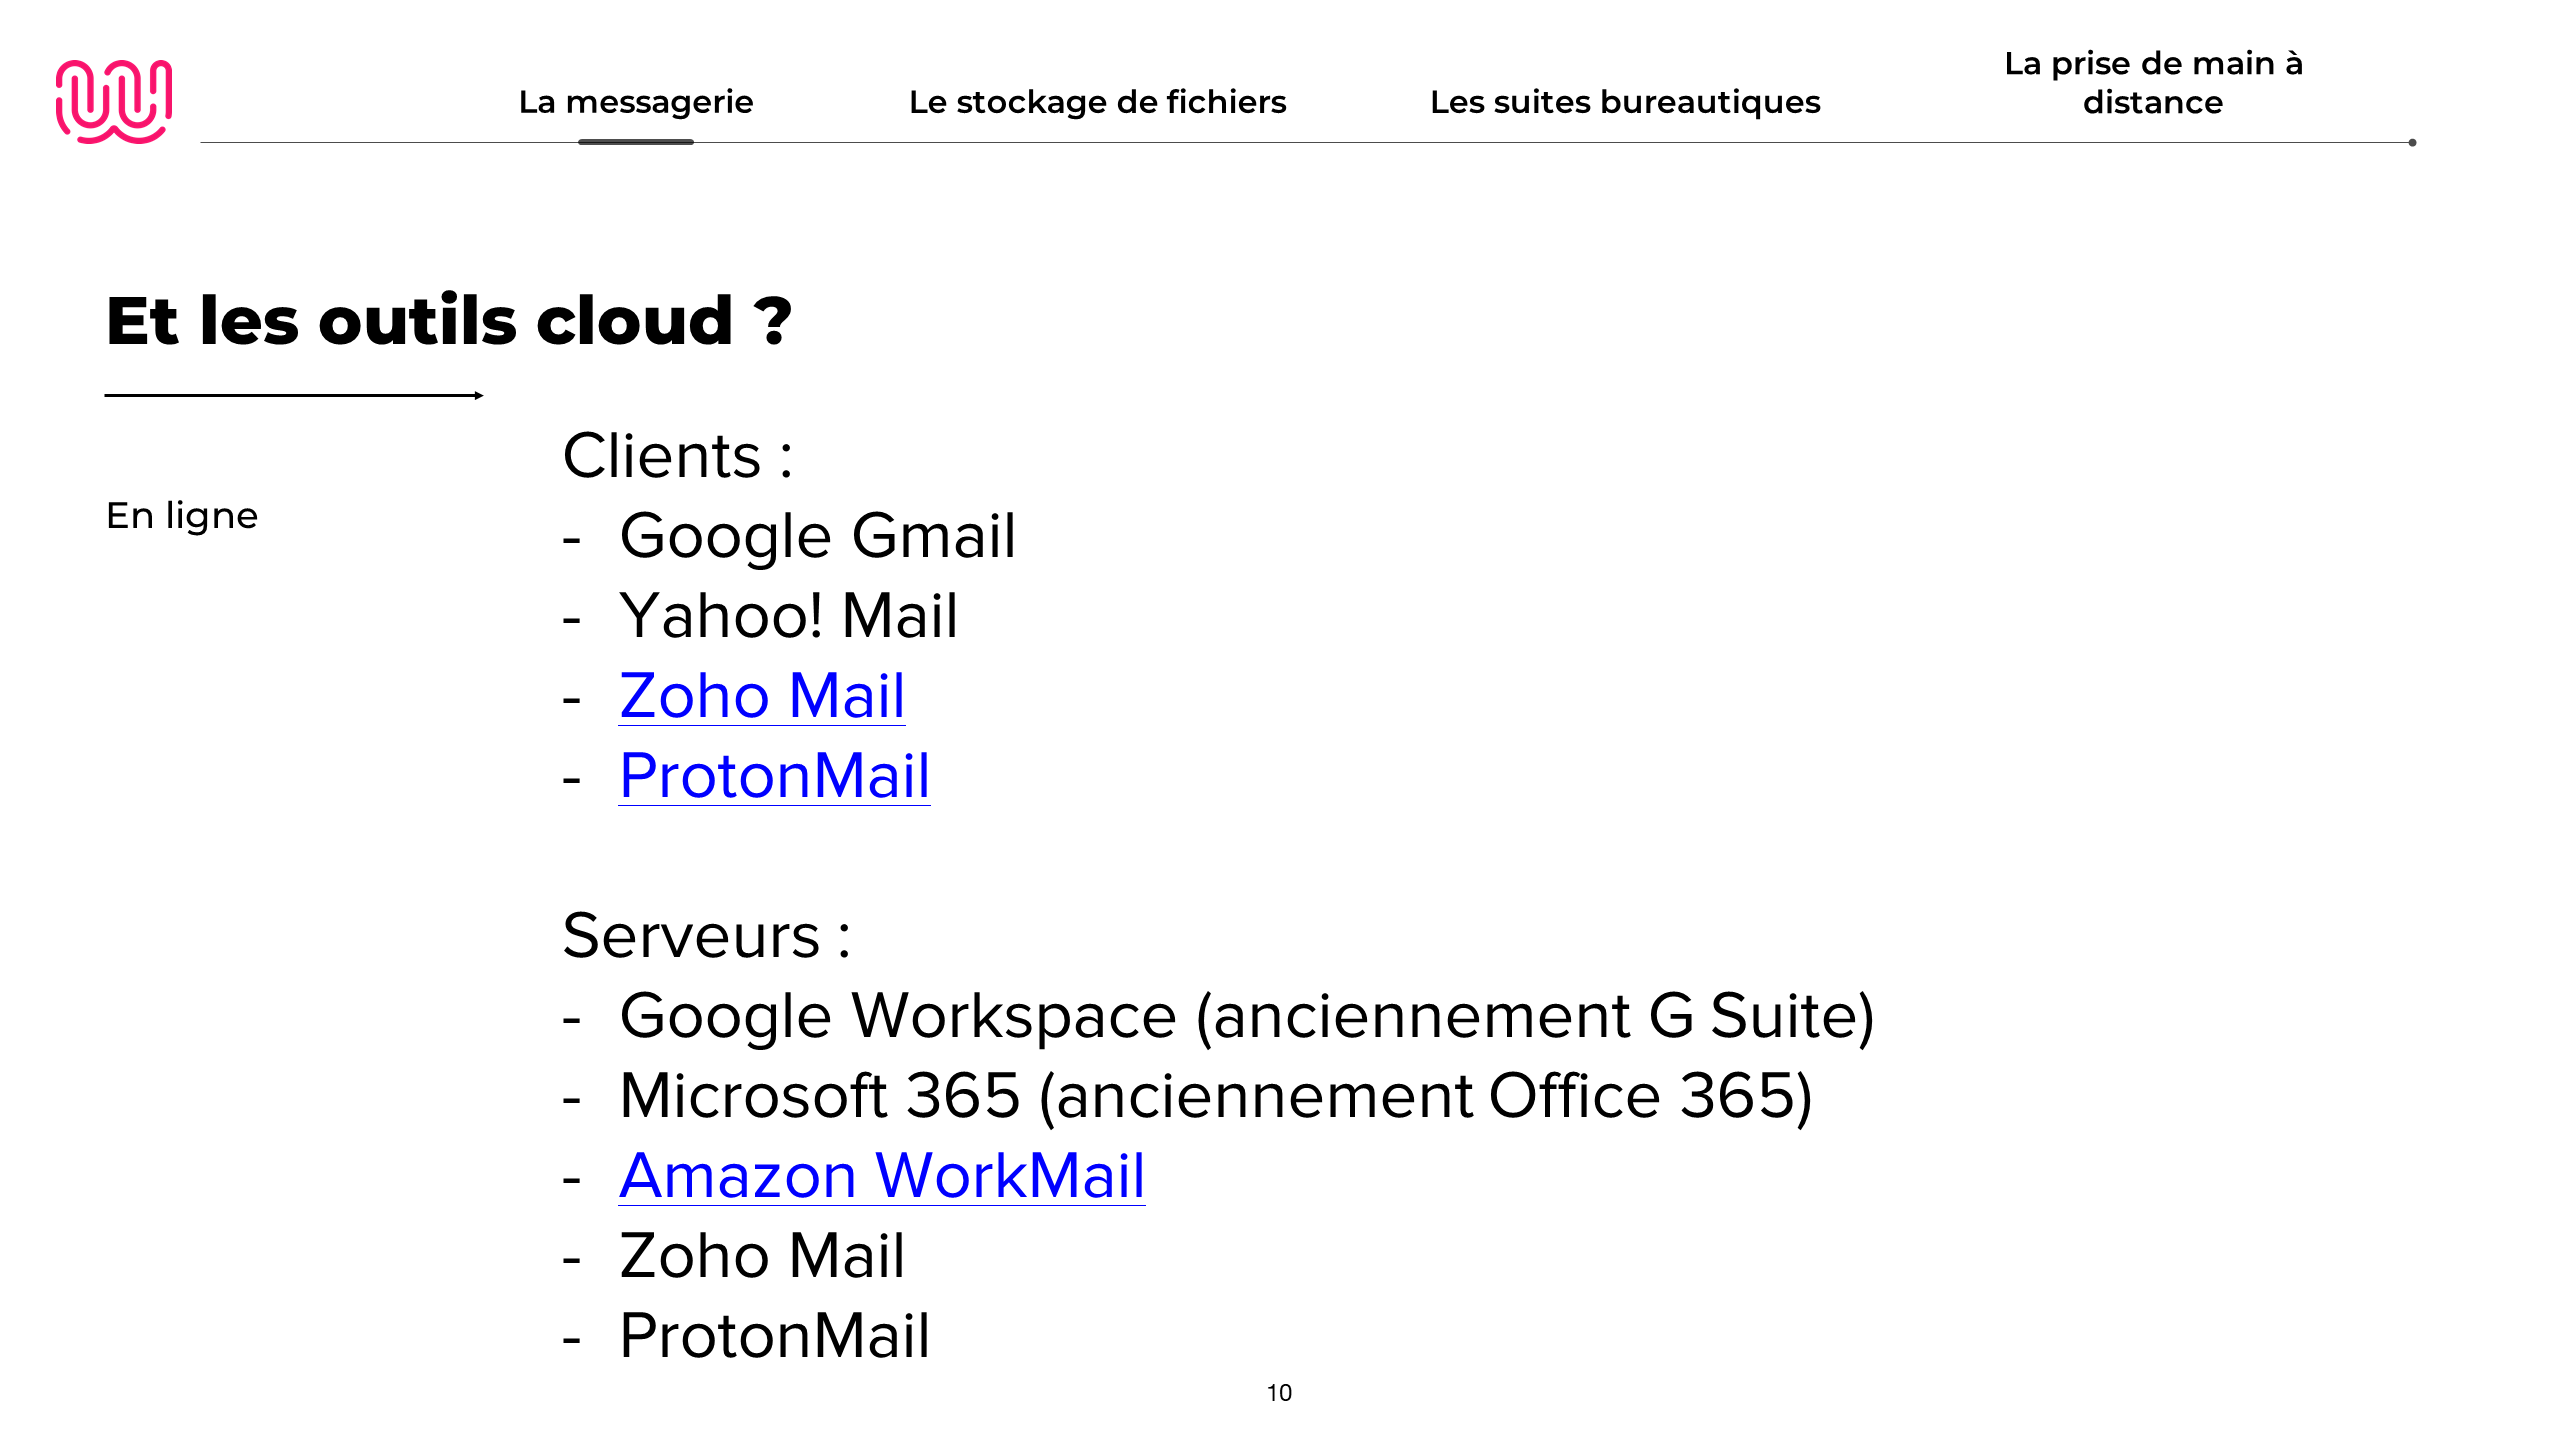 La messagerie
Le stockage de fichiers
Les suites bureautiques
La prise de main à
distance
Et les outils cloud ?
En ligne
Clients :
- Google Gmail
- Yahoo! Mail
- Zoho Mail
- ProtonMail
Serveurs :
- Google Workspace (anciennement G Suite)
- Microsoft 365 (anciennement Office 365)
- Amazon WorkMail
- Zoho Mail
- ProtonMail
10